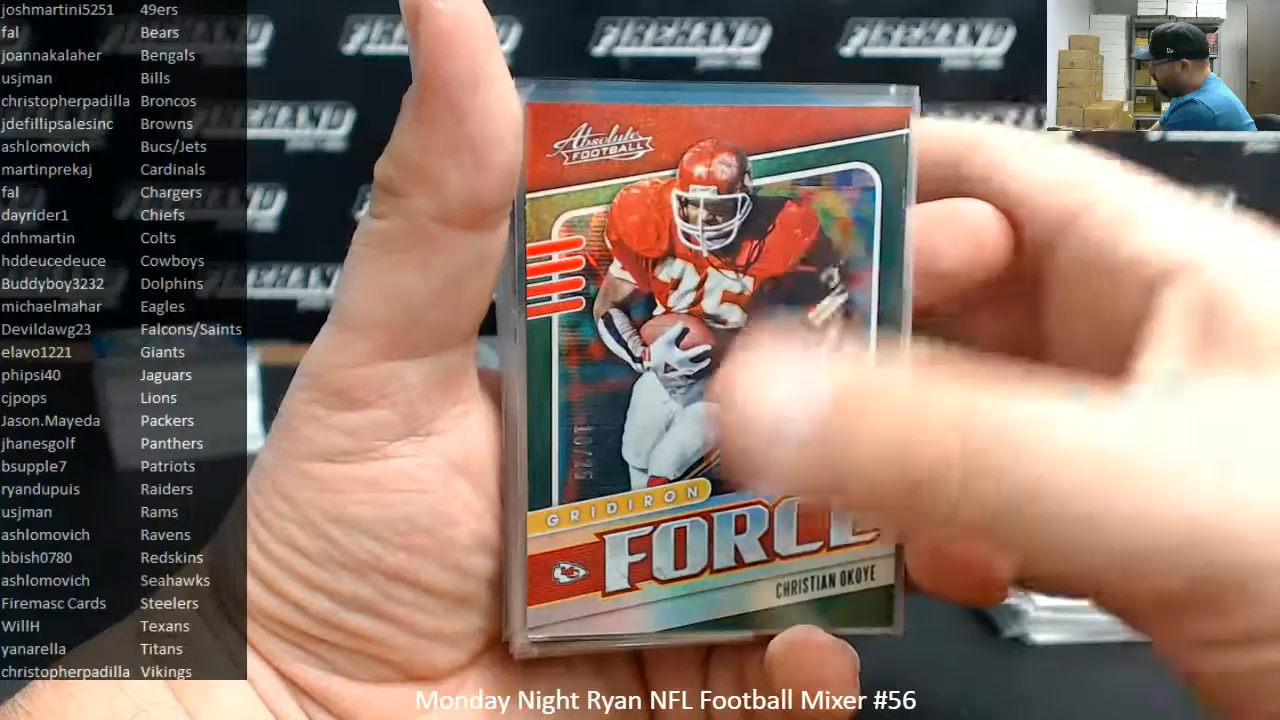 joshmartini5251 49ers
fal Bears
joannakalaher Bengals
usjman Bills
christopherpadilla Broncos
jdefillipsalesinc Browns
ashlomovich Bucs/Jets
martinprekaj Cardinals
fal Chargers
dayrider1 Chiefs
dnhmartin Colts
hddeucedeuce Cowboys
Buddyboy3232 Dolphins
michaelmahar Eagles
Devildawg23 Falcons/Saints
elavo1221 Giants
phipsi40 Jaguars
cjpops Lions
Jason.Mayeda Packers
jhanesgolf Panthers
bsupple7 Patriots
ryandupuis Raiders
usjman Rams
ashlomovich Ravens
bbish0780 Redskins
ashlomovich Seahawks
Firemasc Cards Steelers
WillH Texans
yanarella Titans
christopherpadilla Vikings
FIREHAND FIREHAND FIREHAND
Absolute
FOOTBALL
35
GRIDIRON
FORCE
CHRISTIAN OKOYE
Monday Night Ryan NFL Football Mixer #56